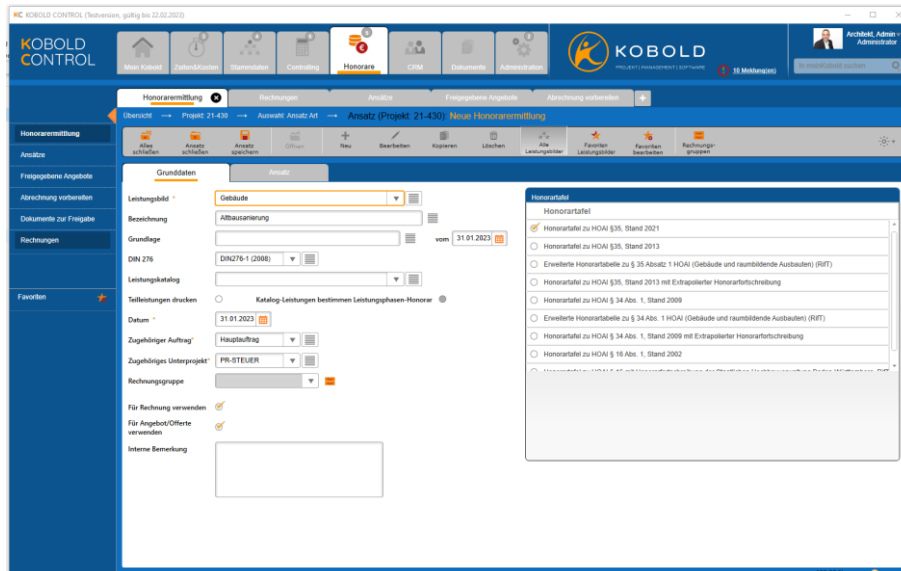 KC KOBOLD CONTROL (Testversion, gültig bis 22.02.2023)
KOBOLD
CONTROL
Mein Kobold
Zeiten&Kosten
Stammdaten
Controlling
Honorare
CRM
Dokumente
Administration
KOBOLD
PROJEKT|MANAGEMENT|SOFTWARE
10 Meldung(en)
Architekt, Admin
Administrator
In meinKobold suchen
Honorarermittlung
Rechnungen
Ansätze
Freigegebene Angebote
Abrechnung vorbereiten
Übersicht → Projekt: 21-430 → Auswahl: Ansatz Art → Ansatz (Projekt: 21-430): Neue Honorarermittlung
Honorarermittlung
Ansätze
Freigegebene Angebote
Abrechnung vorbereiten
Dokumente zur Freigabe
Rechnungen
Favoriten
Alles schließen
Ansatz schließen
Ansatz speichern
Öffnen
Neu
Bearbeiten
Kopieren
Löschen
Alle Leistungsbilder
Favoriten Leistungsbilder
Favoriten bearbeiten
Rechnungs-gruppen
Grunddaten
Ansatz
Leistungsbild * Gebäude
Bezeichnung Altbausanierung
Grundlage vom 31.01.2023
DIN 276 DIN276-1 (2008)
Leistungskatalog
Teilleistungen drucken Katalog-Leistungen bestimmen Leistungsphasen-Honorar
Datum * 31.01.2023
Zugehöriger Auftrag* Hauptauftrag
Zugehöriges Unterprojekt* PR-STEUER
Rechnungsgruppe
Für Rechnung verwenden
Für Angebot/Offerte
verwenden
Interne Bemerkung
Honorartafel
Honorartafel
Honorartafel zu HOAI §35, Stand 2021
Honorartafel zu HOAI §35, Stand 2013
Erweiterte Honorartabelle zu § 35 Absatz 1 HOAI (Gebäude und raumbildende Ausbauten) (RifT)
Honorartafel zu HOAI §35, Stand 2013 mit Extrapolierter Honorarfortschreibung
Honorartafel zu HOAI § 34 Abs. 1, Stand 2009
Erweiterte Honorartabelle zu § 34 Abs. 1 HOAI (Gebäude und raumbildende Ausbauten) (RifT)
Honorartafel zu HOAI § 34 Abs. 1, Stand 2009 mit Extrapolierter Honorarfortschreibung
Honorartafel zu HOAI § 16 Abs. 1, Stand 2002